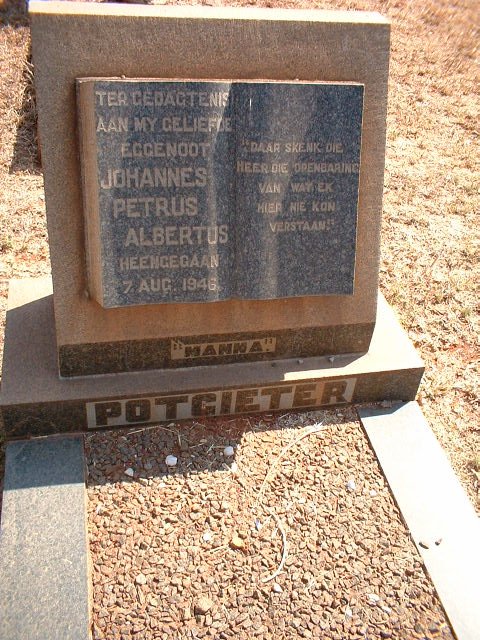 TER GEDAGTENIS
AAN MY GELIEFDE
EGGENOOT
JOHANNES
PETRUS
ALBERTUS
HEENGEGAAN
7 AUG. 1946.
"DAAR SKENK DIE
HEER DIE OPENBARING
VAN WAT EK
HIER NIE KON
VERSTAAN."
"MANNA"
POTGIETER